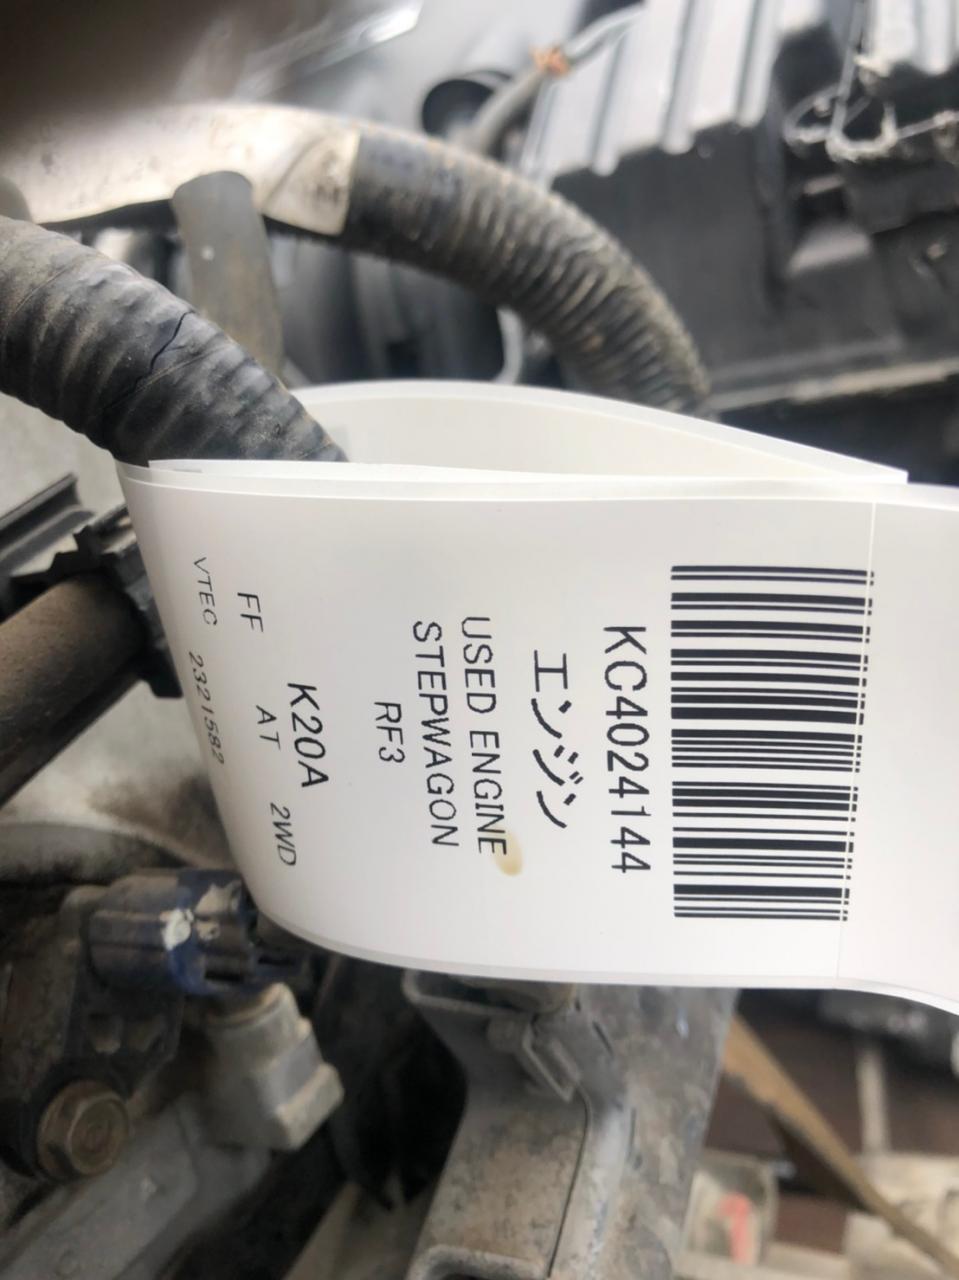 KC4024144
エンジン
USED ENGINE
STEPWAGON
RF3
K20A
FF AT 2WD
VTEC 2321582